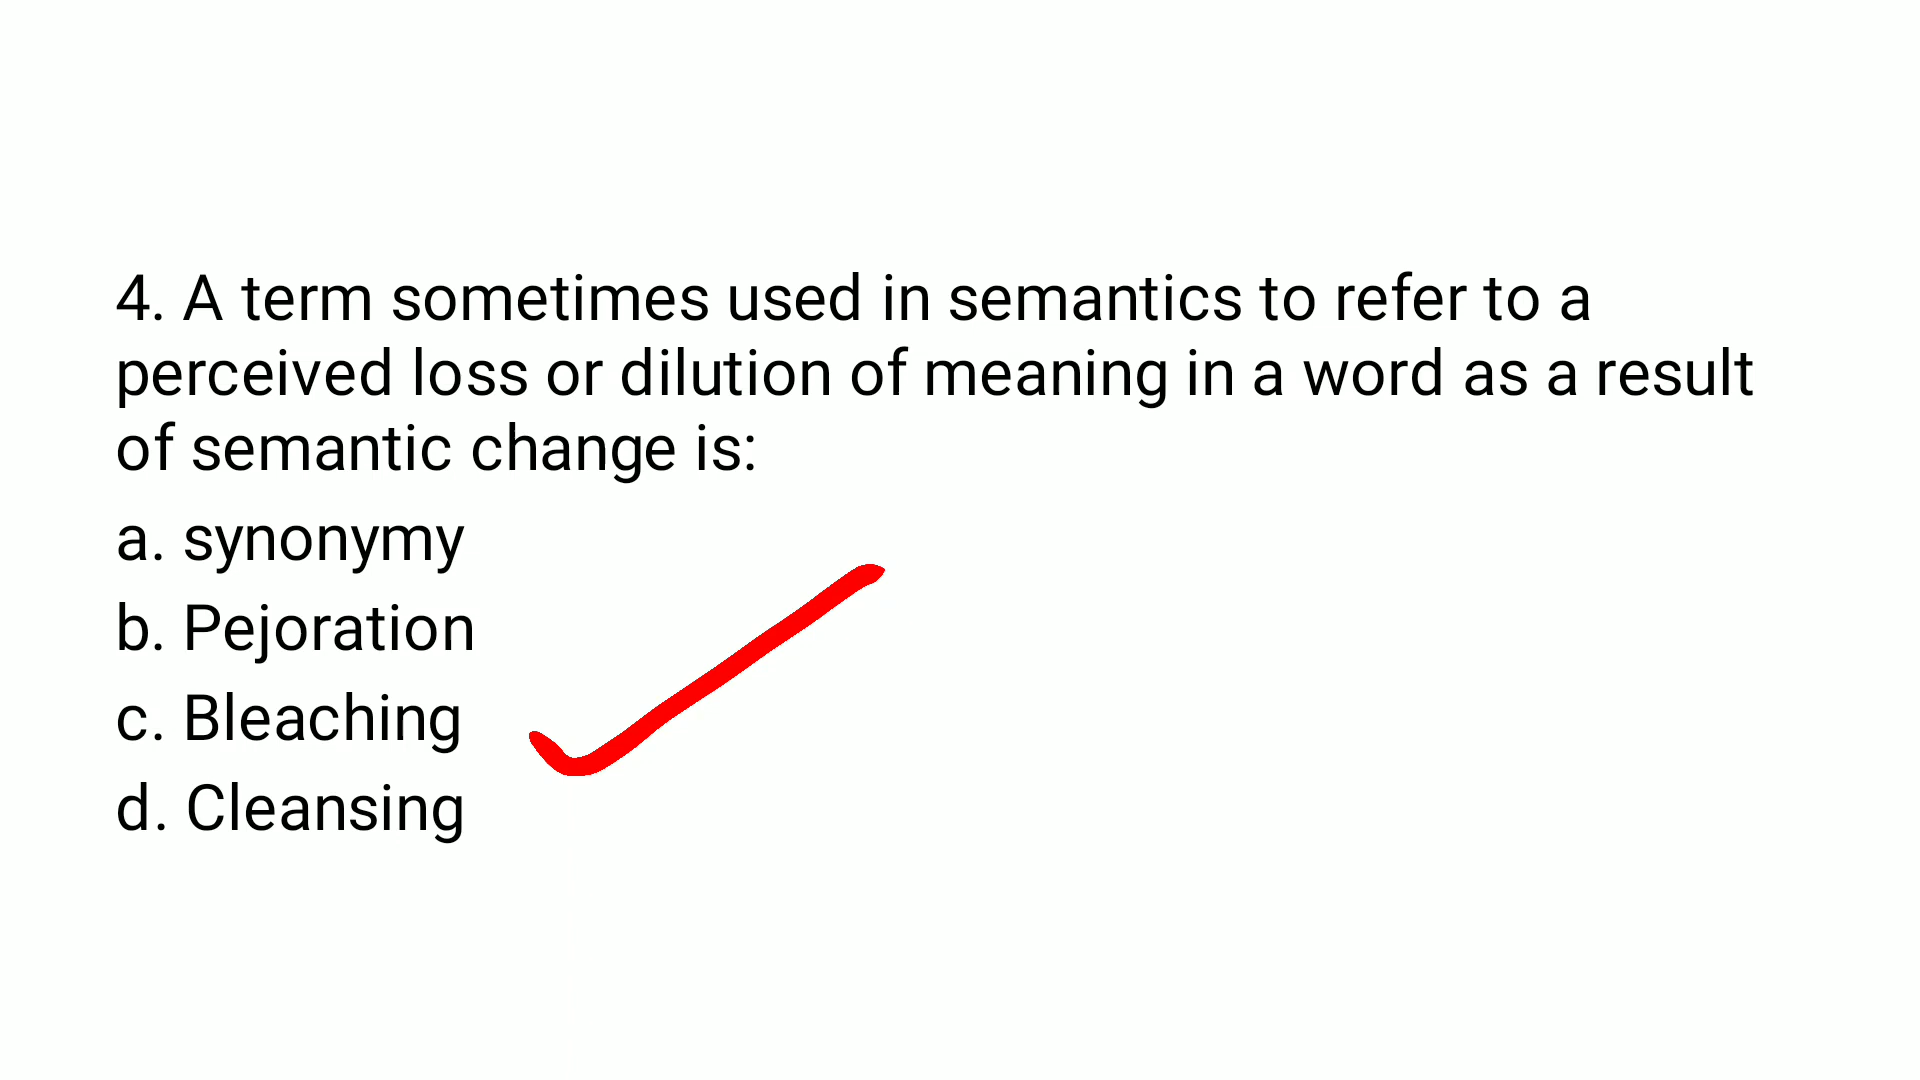 4. A term sometimes used in semantics to refer to a
perceived loss or dilution of meaning in a word as a result
of semantic change is:
a. synonymy
b. Pejoration
c. Bleaching
d. Cleansing